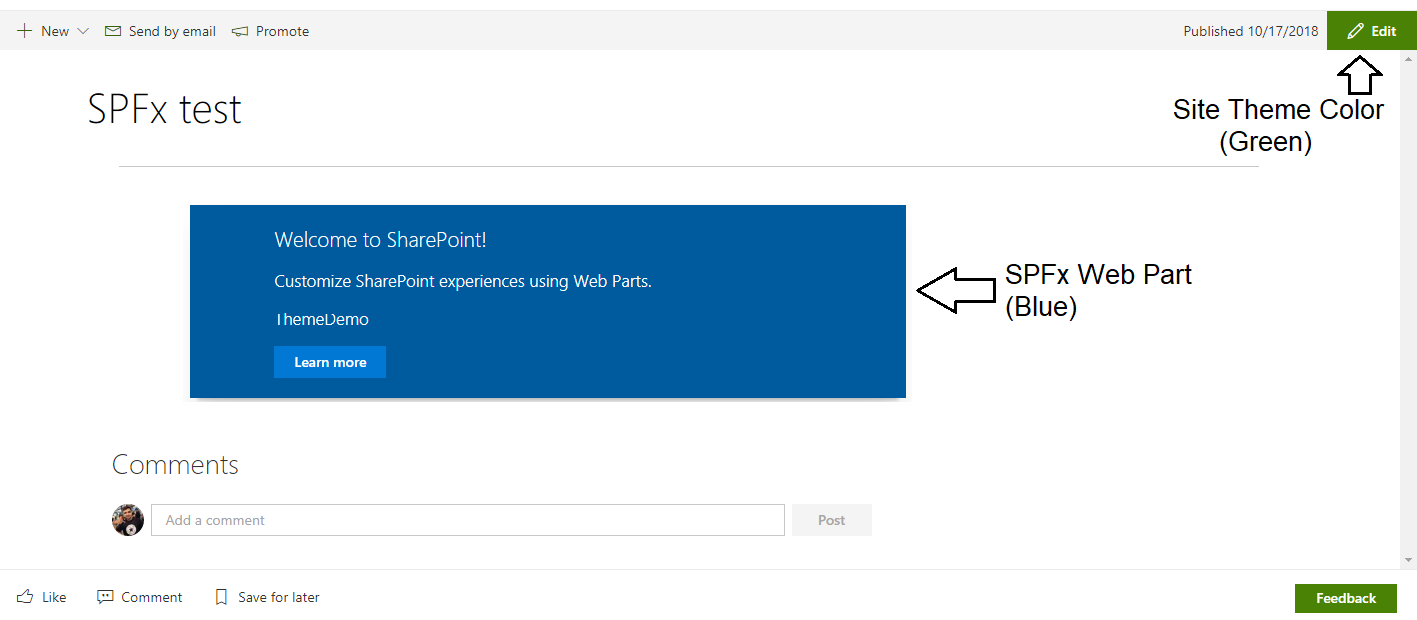 New Send by email Promote Published 10/17/2018 Edit
SPFx test
Site Theme Color
(Green)
Welcome to SharePoint!
Customize SharePoint experiences using Web Parts.
ThemeDemo
Learn more
SPFx Web Part
(Blue)
Comments
Add a comment Post
Like Comment Save for later Feedback